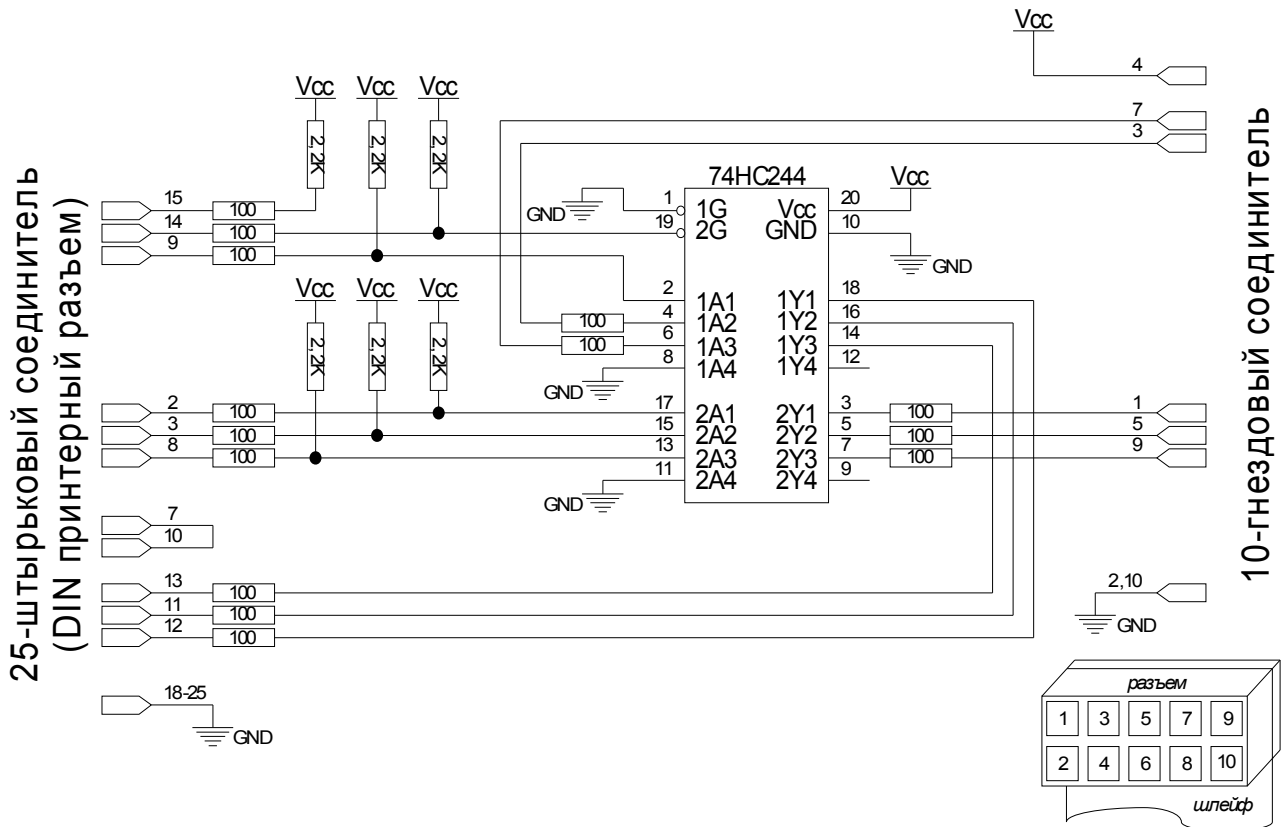 Vcc
4
7
3
Vcc Vcc Vcc
2,2K 2,2K 2,2K
25-штырьковый соединитель
(DIN принтерный разъем)
10-гнездовый соединитель
74HC244
Vcc
15 100
14 100
9 100
GND
1 1G Vcc 20
19 2G GND 10
GND
Vcc Vcc Vcc
2,2K 2,2K 2,2K
2 1A1 1Y1 18
100 4 1A2 1Y2 16
100 6 1A3 1Y3 14
8 1A4 1Y4 12
GND
2 100 17 2A1 2Y1 3 100 1
3 100 15 2A2 2Y2 5 100 5
8 100 13 2A3 2Y3 7 100 9
11 2A4 2Y4 9
GND
7
10
13 100
11 100
12 100
2,10
GND
18-25
GND
разъем
1 3 5 7 9
2 4 6 8 10
шлейф